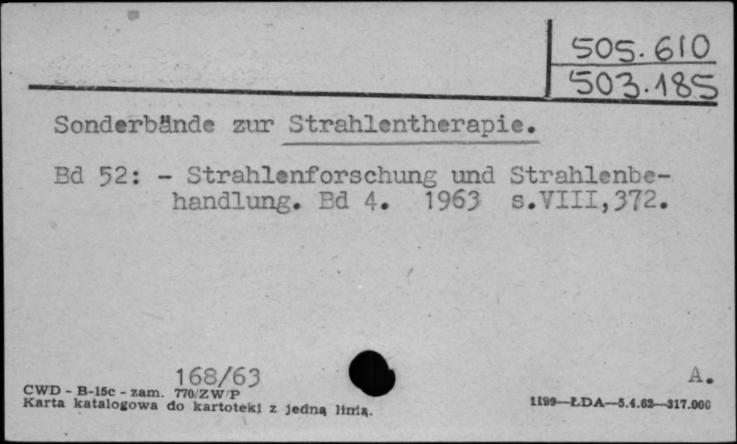 505.610
503.185
Sonderbände zur Strahlentherapie.
Bd 52: - Strahlenforschung und Strahlenbe-
handlung. Bd 4. 1963 s.VIII,372.
168/63
A.
CWD - B-15c - zam. 770/ZW/P
Karta katalogowa do kartoteki z jedną linią.
1199—ŁDA—5.4.62—317.000